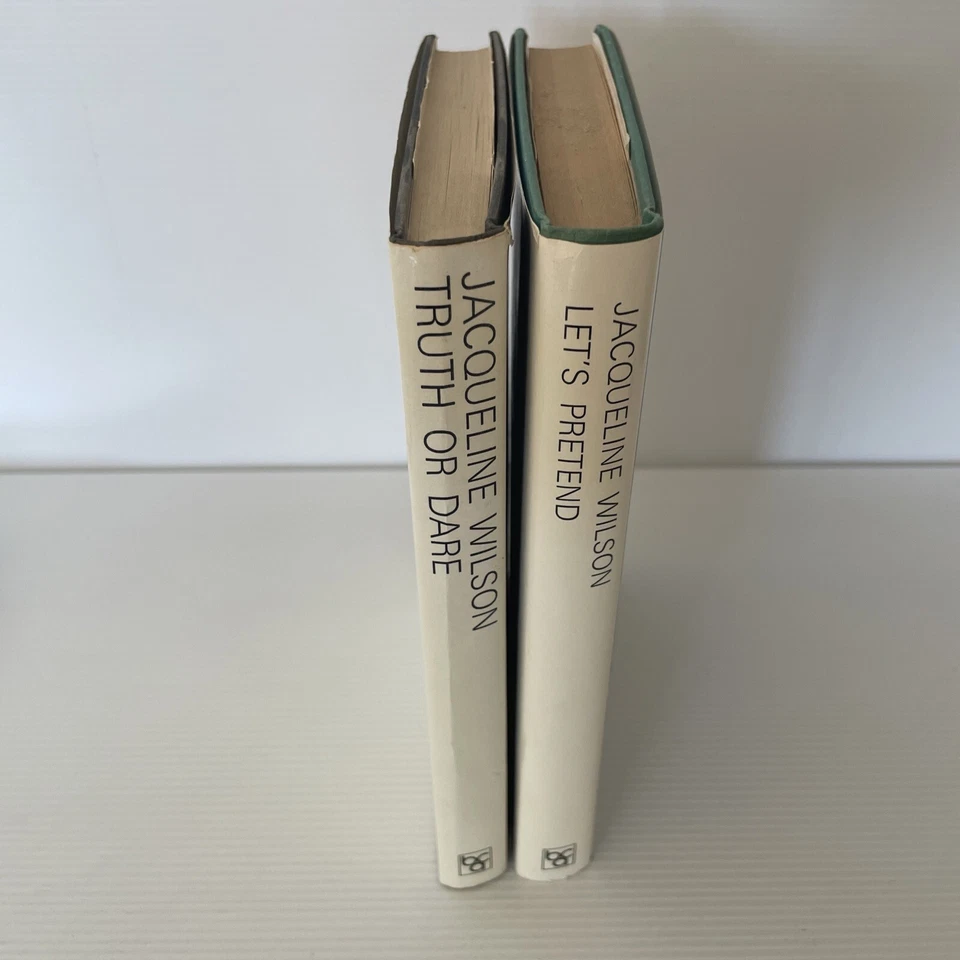 JACQUELINE WILSON
TRUTH OR DARE
JACQUELINE WILSON
LET'S PRETEND